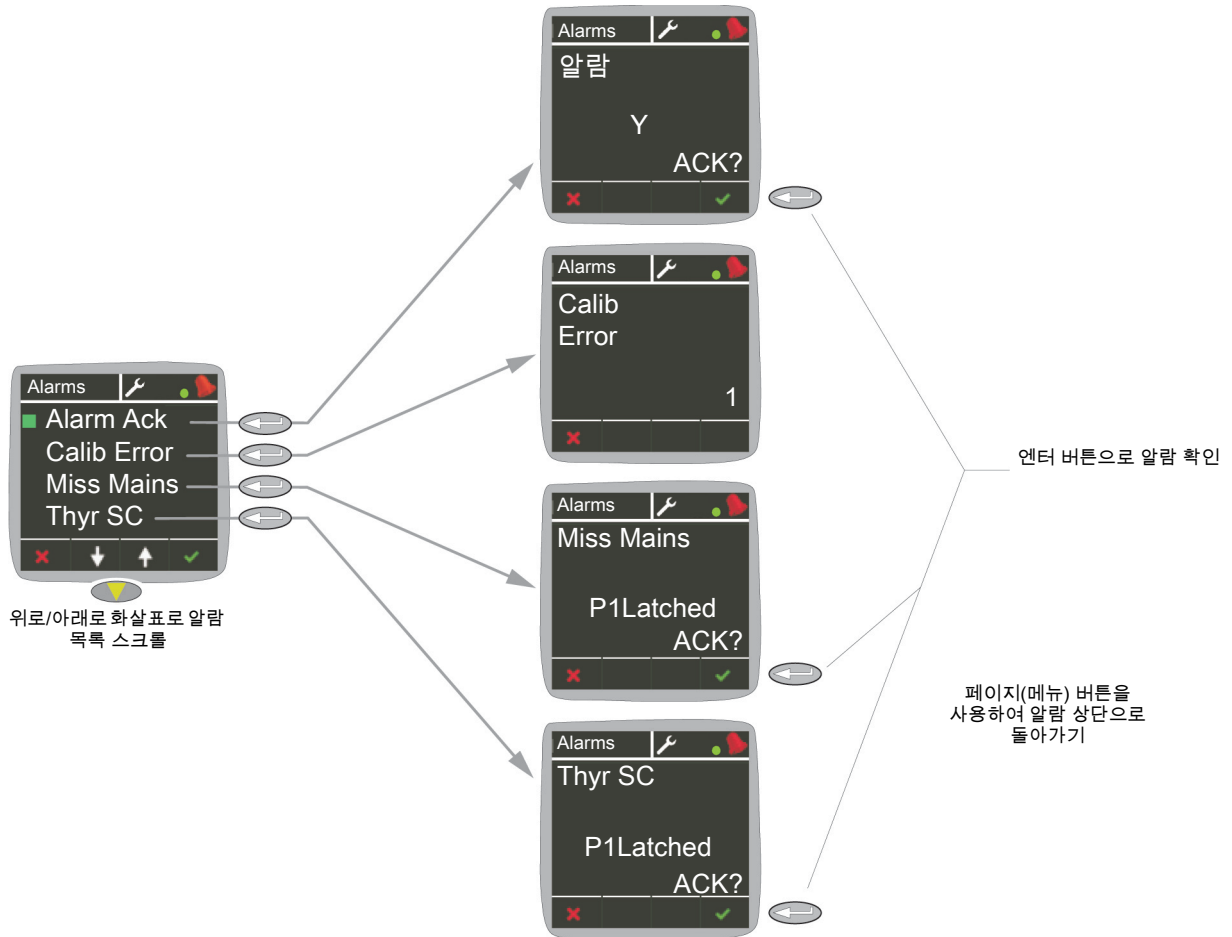 Alarms
Alarm Ack
Calib Error
Miss Mains
Thyr SC
위로/아래로 화살표로 알람
목록 스크롤
Alarms
알람
Y
ACK?
Alarms
Calib
Error
1
Alarms
Miss Mains
P1Latched
ACK?
Alarms
Thyr SC
P1Latched
ACK?
엔터 버튼으로 알람 확인
페이지(메뉴) 버튼을
사용하여 알람 상단으로
돌아가기